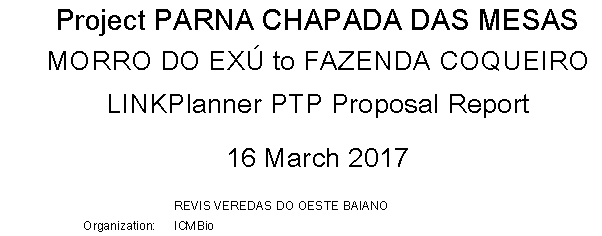 Project PARNA CHAPADA DAS MESAS
MORRO DO EXÚ to FAZENDA COQUEIRO
LINKPlanner PTP Proposal Report
16 March 2017
REVIS VEREDAS DO OESTE BAIANO
Organization: ICMBio